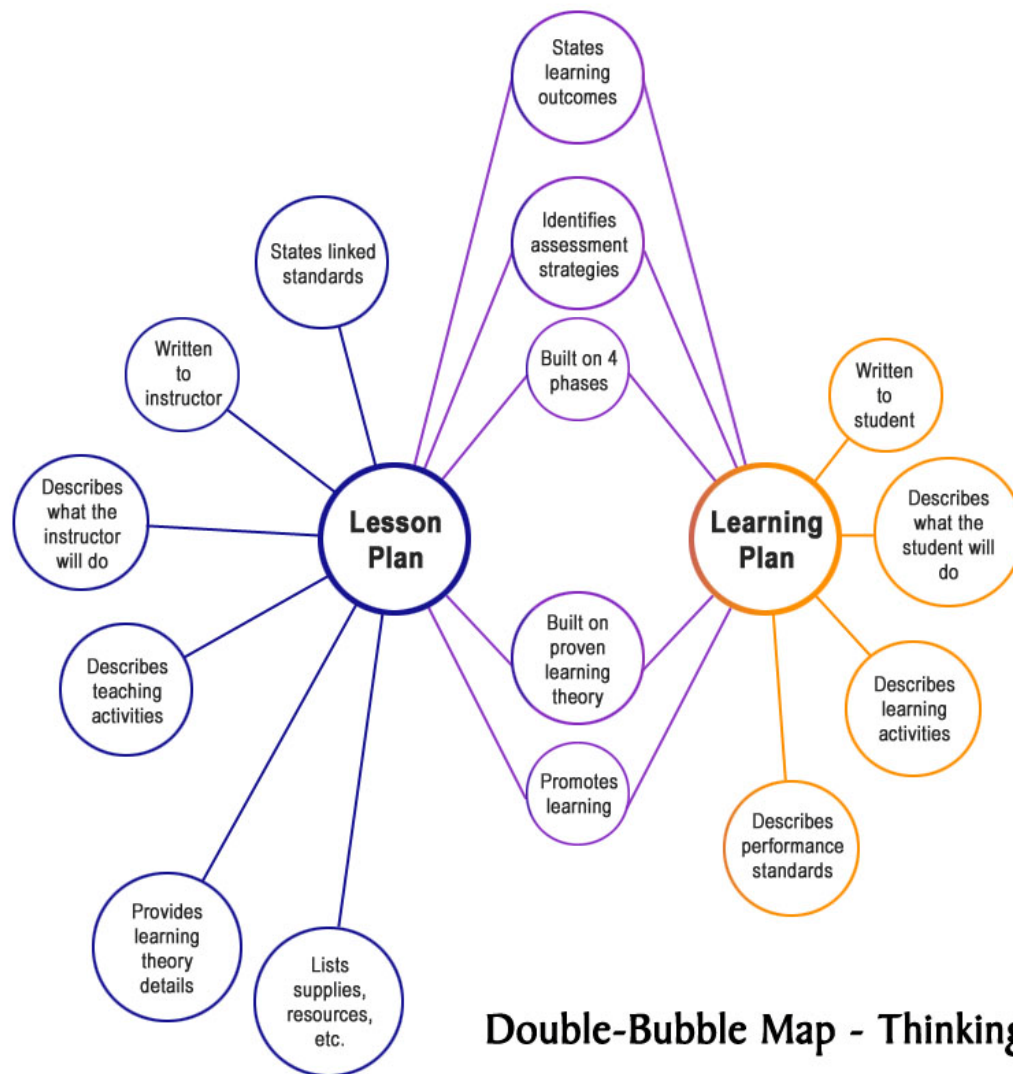 States
learning
outcomes
Identifies
assessment
strategies
States linked
standards
Built on 4
phases
Written
to
instructor
Written
to
student
Describes
what the
instructor
will do
Lesson
Plan
Learning
Plan
Describes
what the
student will
do
Describes
teaching
activities
Built on
proven
learning
theory
Describes
learning
activities
Promotes
learning
Describes
performance
standards
Provides
learning
theory
details
Lists
supplies,
resources,
etc.
Double-Bubble Map - Thinking